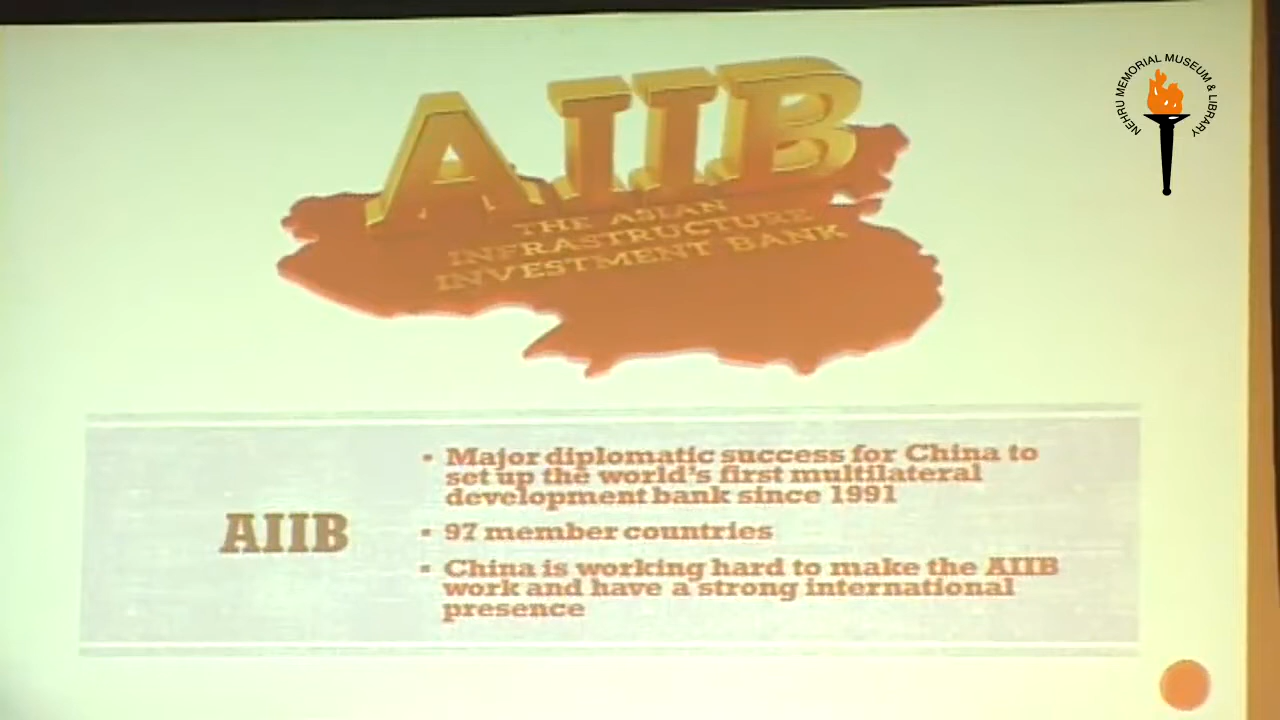 AIIB
THE ASIAN
INFRASTRUCTURE
INVESTMENT BANK
NEHRU MEMORIAL MUSEUM & LIBRARY
AIIB
▪ Major diplomatic success for China to
set up the world's first multilateral
development bank since 1991
▪ 97 member countries
▪ China is working hard to make the AIIB
work and have a strong international
presence